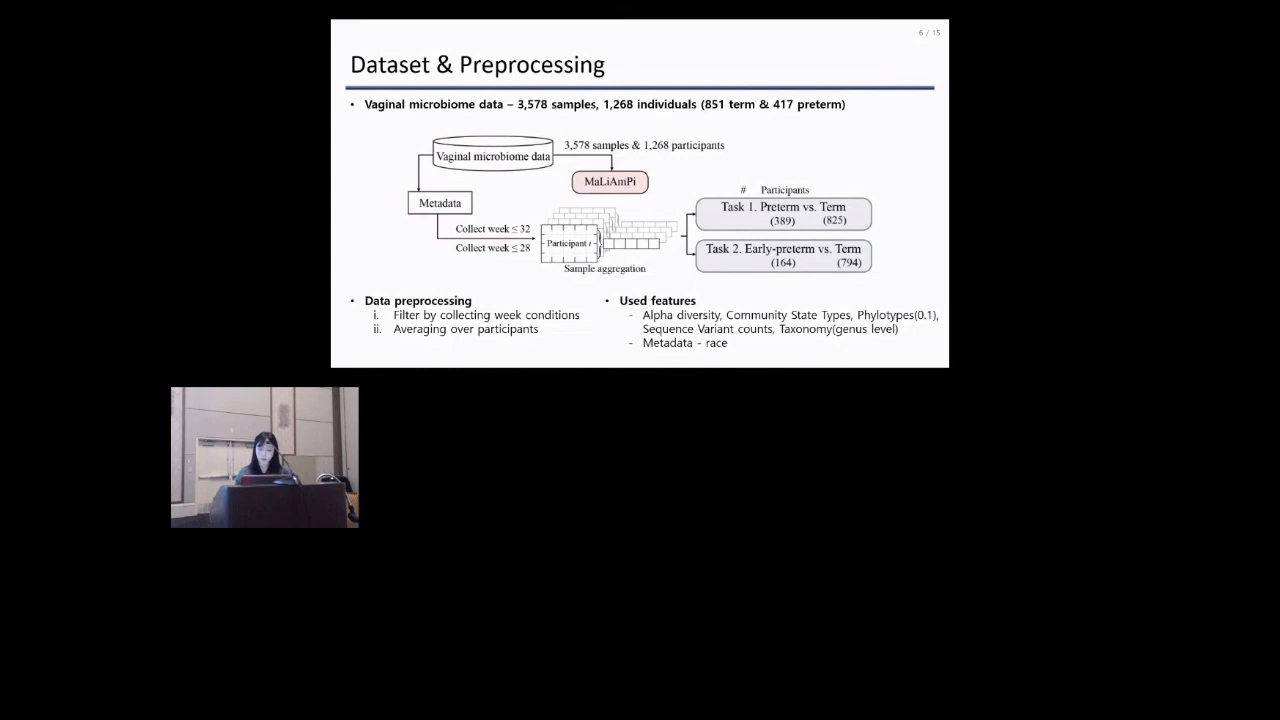 6 / 15
Dataset & Preprocessing
• Vaginal microbiome data – 3,578 samples, 1,268 individuals (851 term & 417 preterm)
3,578 samples & 1,268 participants
Vaginal microbiome data
MaLiAmPi
Metadata
# Participants
Task 1. Preterm vs. Term
(389) (825)
Collect week ≤ 32
Collect week ≤ 28
Participant i
Task 2. Early-preterm vs. Term
(164) (794)
Sample aggregation
• Data preprocessing
i. Filter by collecting week conditions
ii. Averaging over participants
• Used features
- Alpha diversity, Community State Types, Phylotypes(0.1),
Sequence Variant counts, Taxonomy(genus level)
- Metadata - race